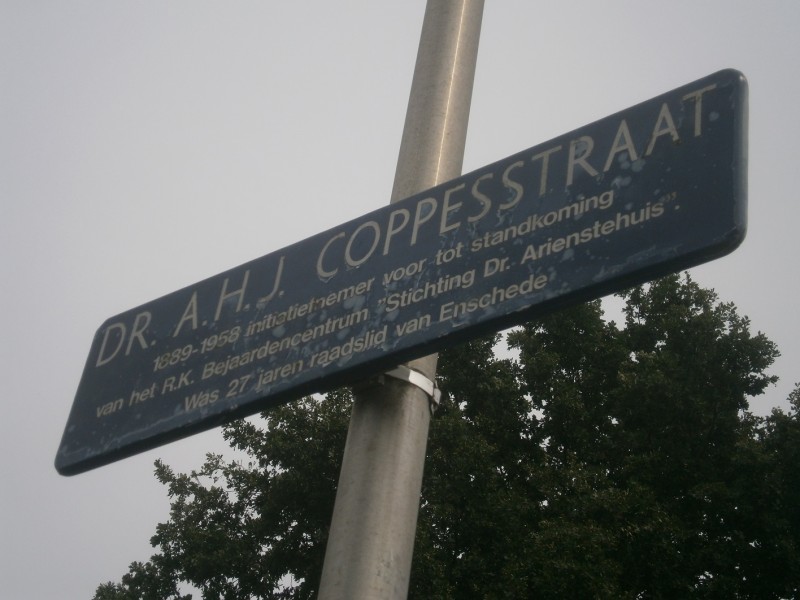 DR. A.H.J. COPPESSTRAAT
1889-1958 initiatiefnemer voor tot standkoming
van het R.K. Bejaardencentrum "Stichting Dr. Arienstehuis"
Was 27 jaren raadslid van Enschede